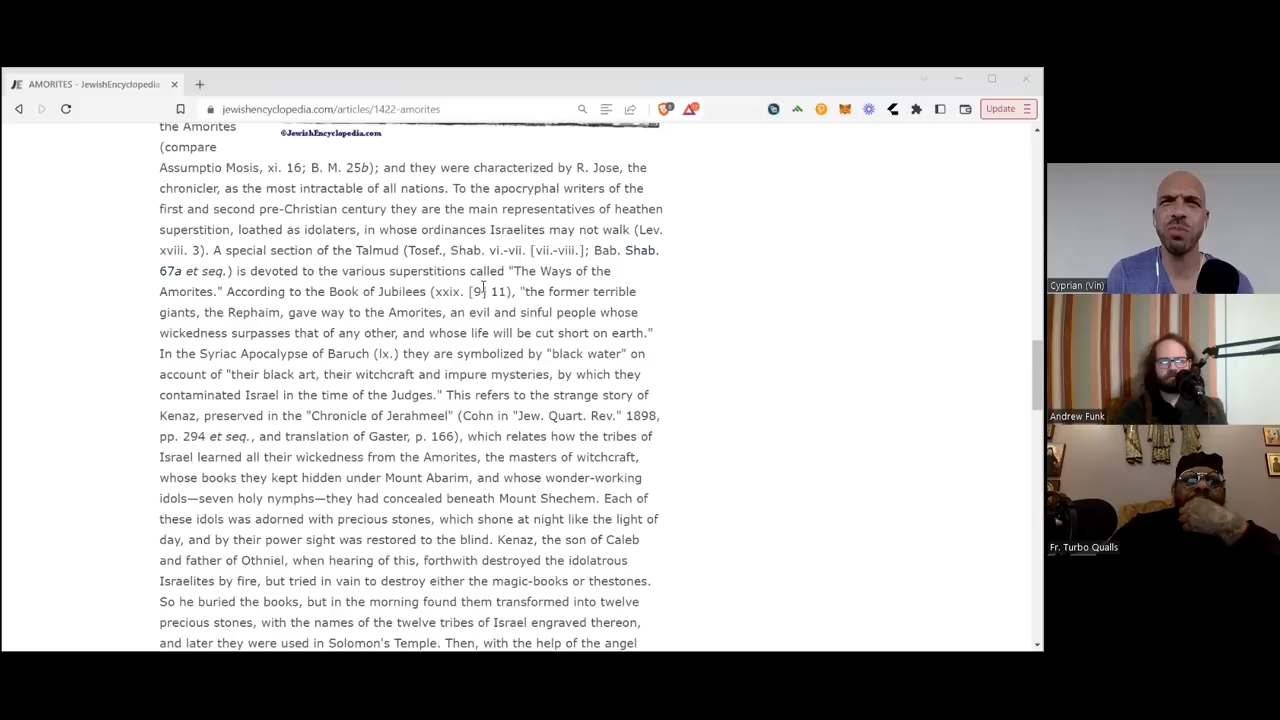 AMORITES - JewishEncyclopedia
jewishencyclopedia.com/articles/1422-amorites
Update
the Amorites
©JewishEncyclopedia.com
(compare
Assumptio Mosis, xi. 16; B. M. 25b); and they were characterized by R. Jose, the
chronicler, as the most intractable of all nations. To the apocryphal writers of the
first and second pre-Christian century they are the main representatives of heathen
superstition, loathed as idolaters, in whose ordinances Israelites may not walk (Lev.
xviii. 3). A special section of the Talmud (Tosef., Shab. vi.-vii. [vii.-viii.]; Bab. Shab.
67a et seq.) is devoted to the various superstitions called "The Ways of the
Amorites." According to the Book of Jubilees (xxix. [9] 11), "the former terrible
giants, the Rephaim, gave way to the Amorites, an evil and sinful people whose
wickedness surpasses that of any other, and whose life will be cut short on earth."
In the Syriac Apocalypse of Baruch (lx.) they are symbolized by "black water" on
account of "their black art, their witchcraft and impure mysteries, by which they
contaminated Israel in the time of the Judges." This refers to the strange story of
Kenaz, preserved in the "Chronicle of Jerahmeel" (Cohn in "Jew. Quart. Rev." 1898,
pp. 294 et seq., and translation of Gaster, p. 166), which relates how the tribes of
Israel learned all their wickedness from the Amorites, the masters of witchcraft,
whose books they kept hidden under Mount Abarim, and whose wonder-working
idols—seven holy nymphs—they had concealed beneath Mount Shechem. Each of
these idols was adorned with precious stones, which shone at night like the light of
day, and by their power sight was restored to the blind. Kenaz, the son of Caleb
and father of Othniel, when hearing of this, forthwith destroyed the idolatrous
Israelites by fire, but tried in vain to destroy either the magic-books or thestones.
So he buried the books, but in the morning found them transformed into twelve
precious stones, with the names of the twelve tribes of Israel engraved thereon,
and later they were used in Solomon's Temple. Then, with the help of the angel
Cyprian (Vin)
Andrew Funk
Fr. Turbo Qualls